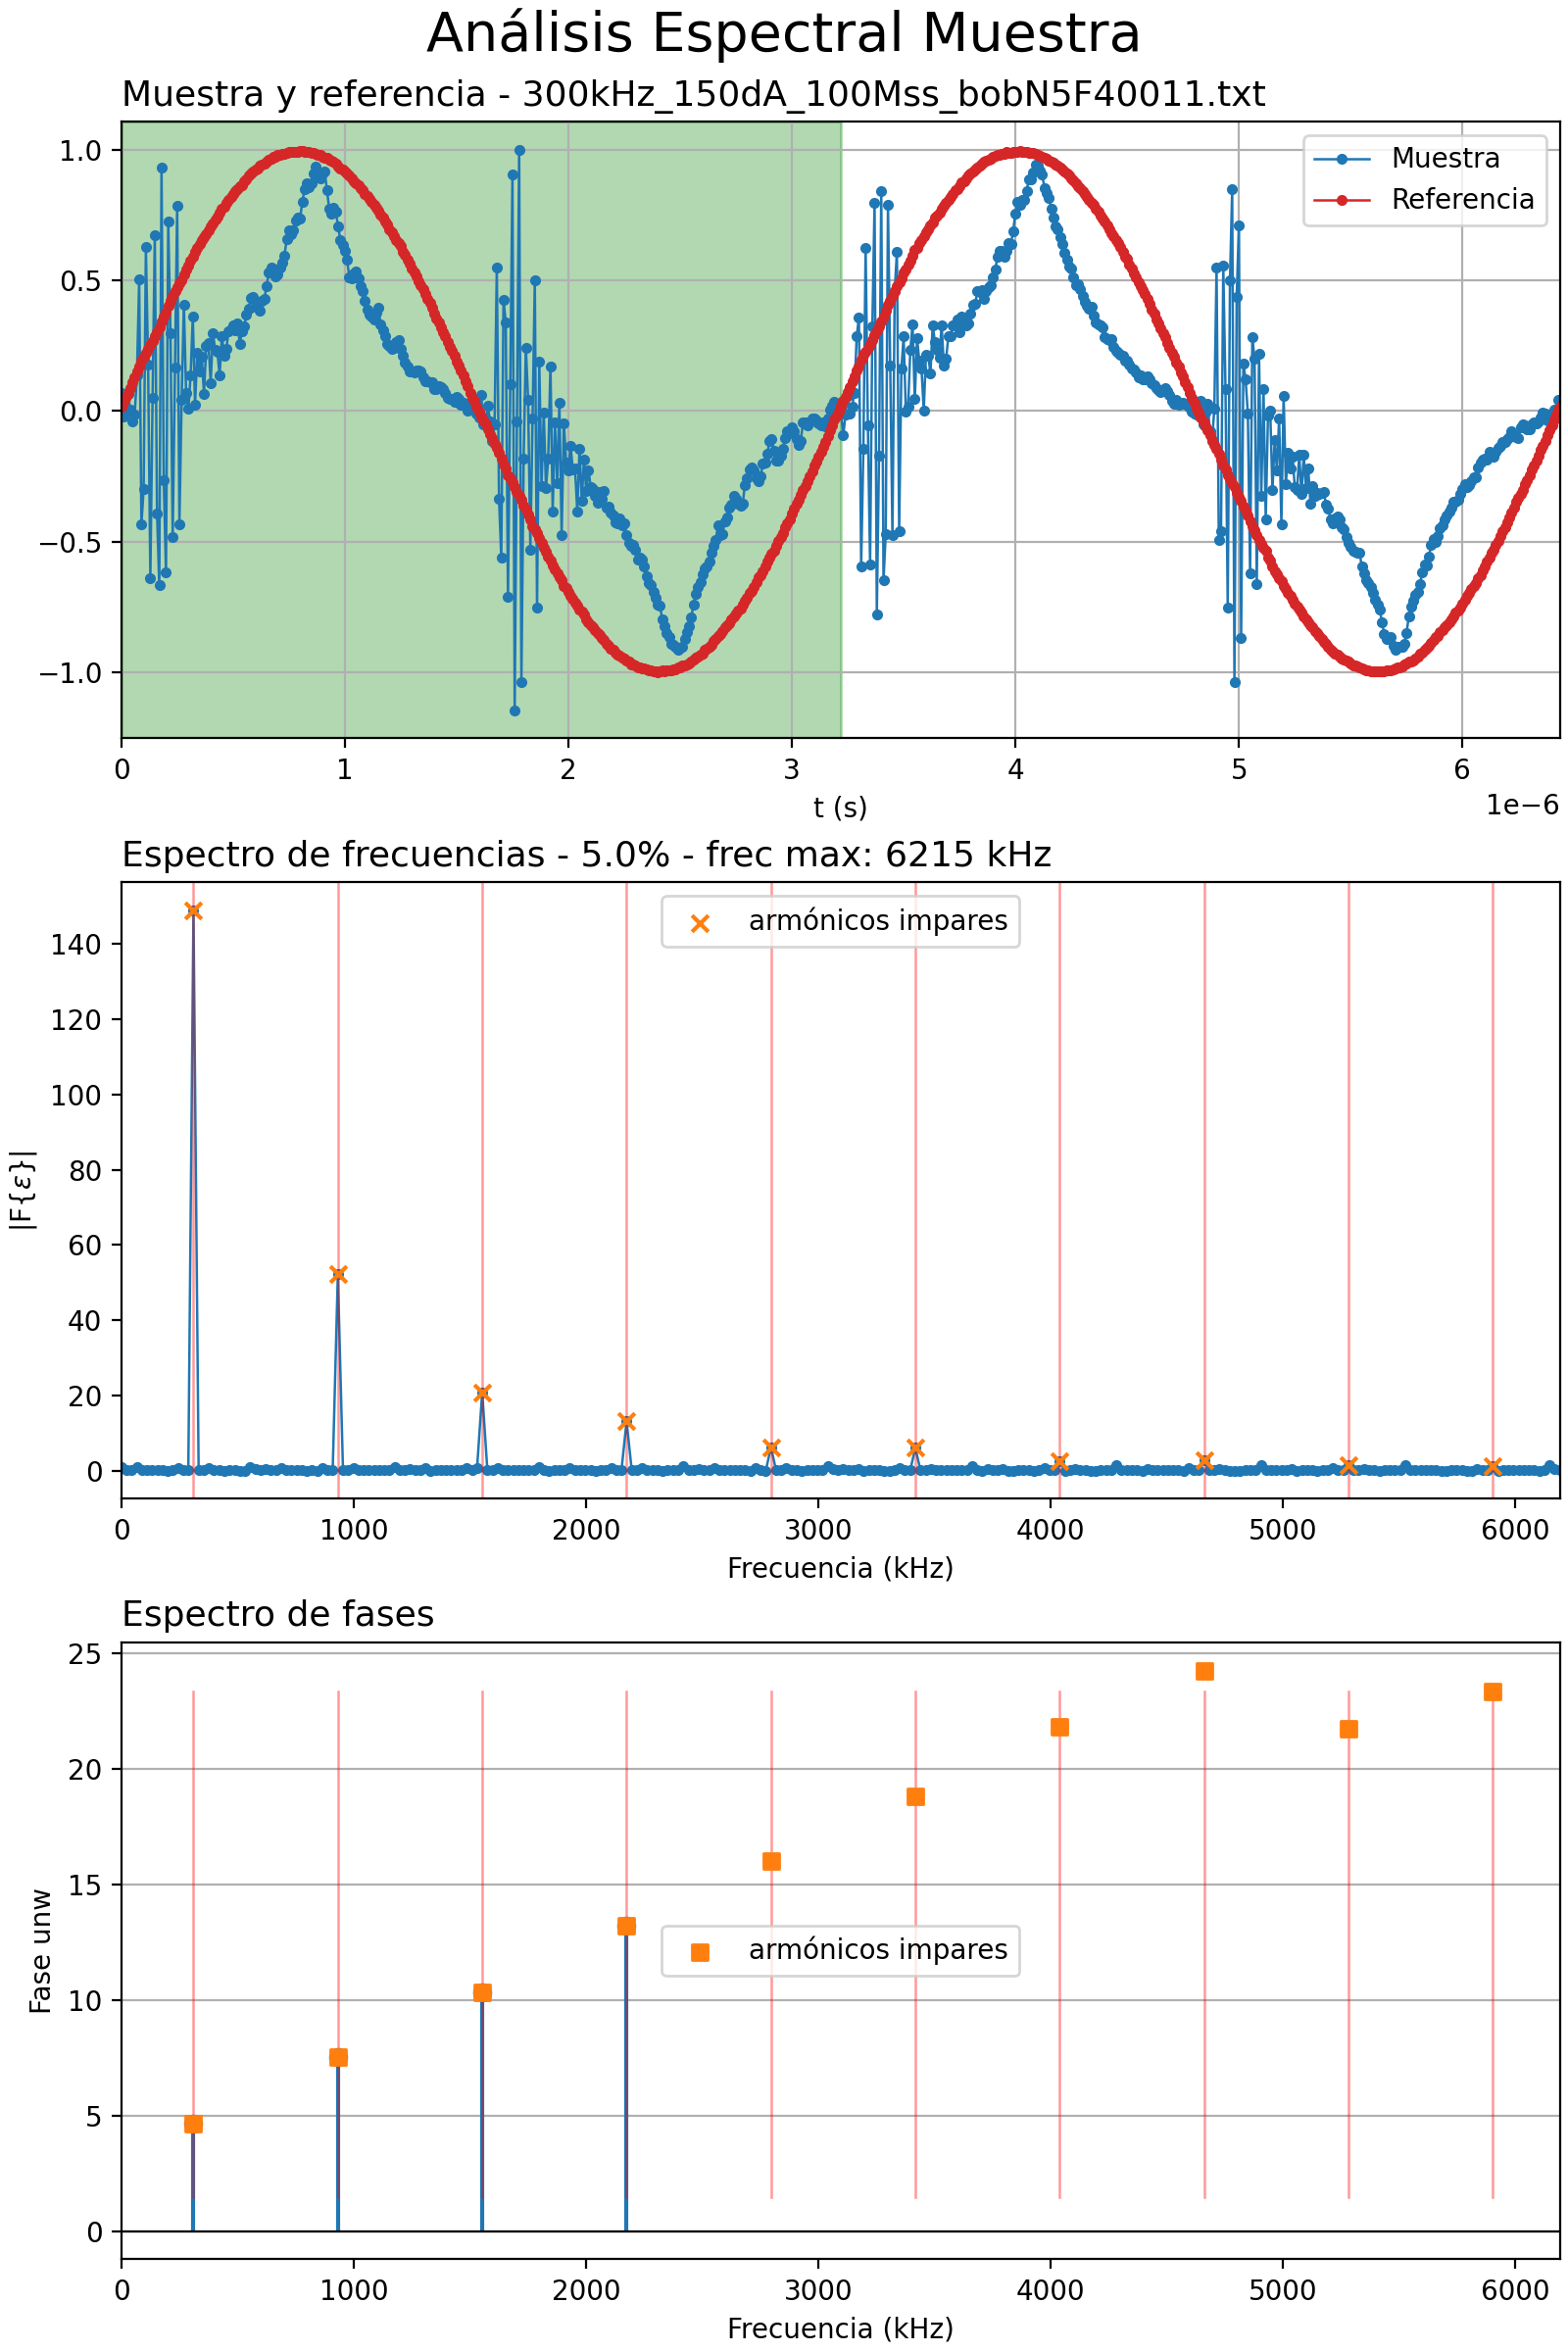 Análisis Espectral Muestra
Muestra y referencia - 300kHz_150dA_100Mss_bobN5F40011.txt
1.0
0.5
0.0
−0.5
−1.0
Muestra
Referencia
0 1 2 3 4 5 6
t (s)
1e−6
Espectro de frecuencias - 5.0% - frec max: 6215 kHz
armónicos impares
140
120
100
80
60
40
20
0
|F{ε}|
0 1000 2000 3000 4000 5000 6000
Frecuencia (kHz)
Espectro de fases
25
20
15
10
5
0
Fase unw
armónicos impares
0 1000 2000 3000 4000 5000 6000
Frecuencia (kHz)